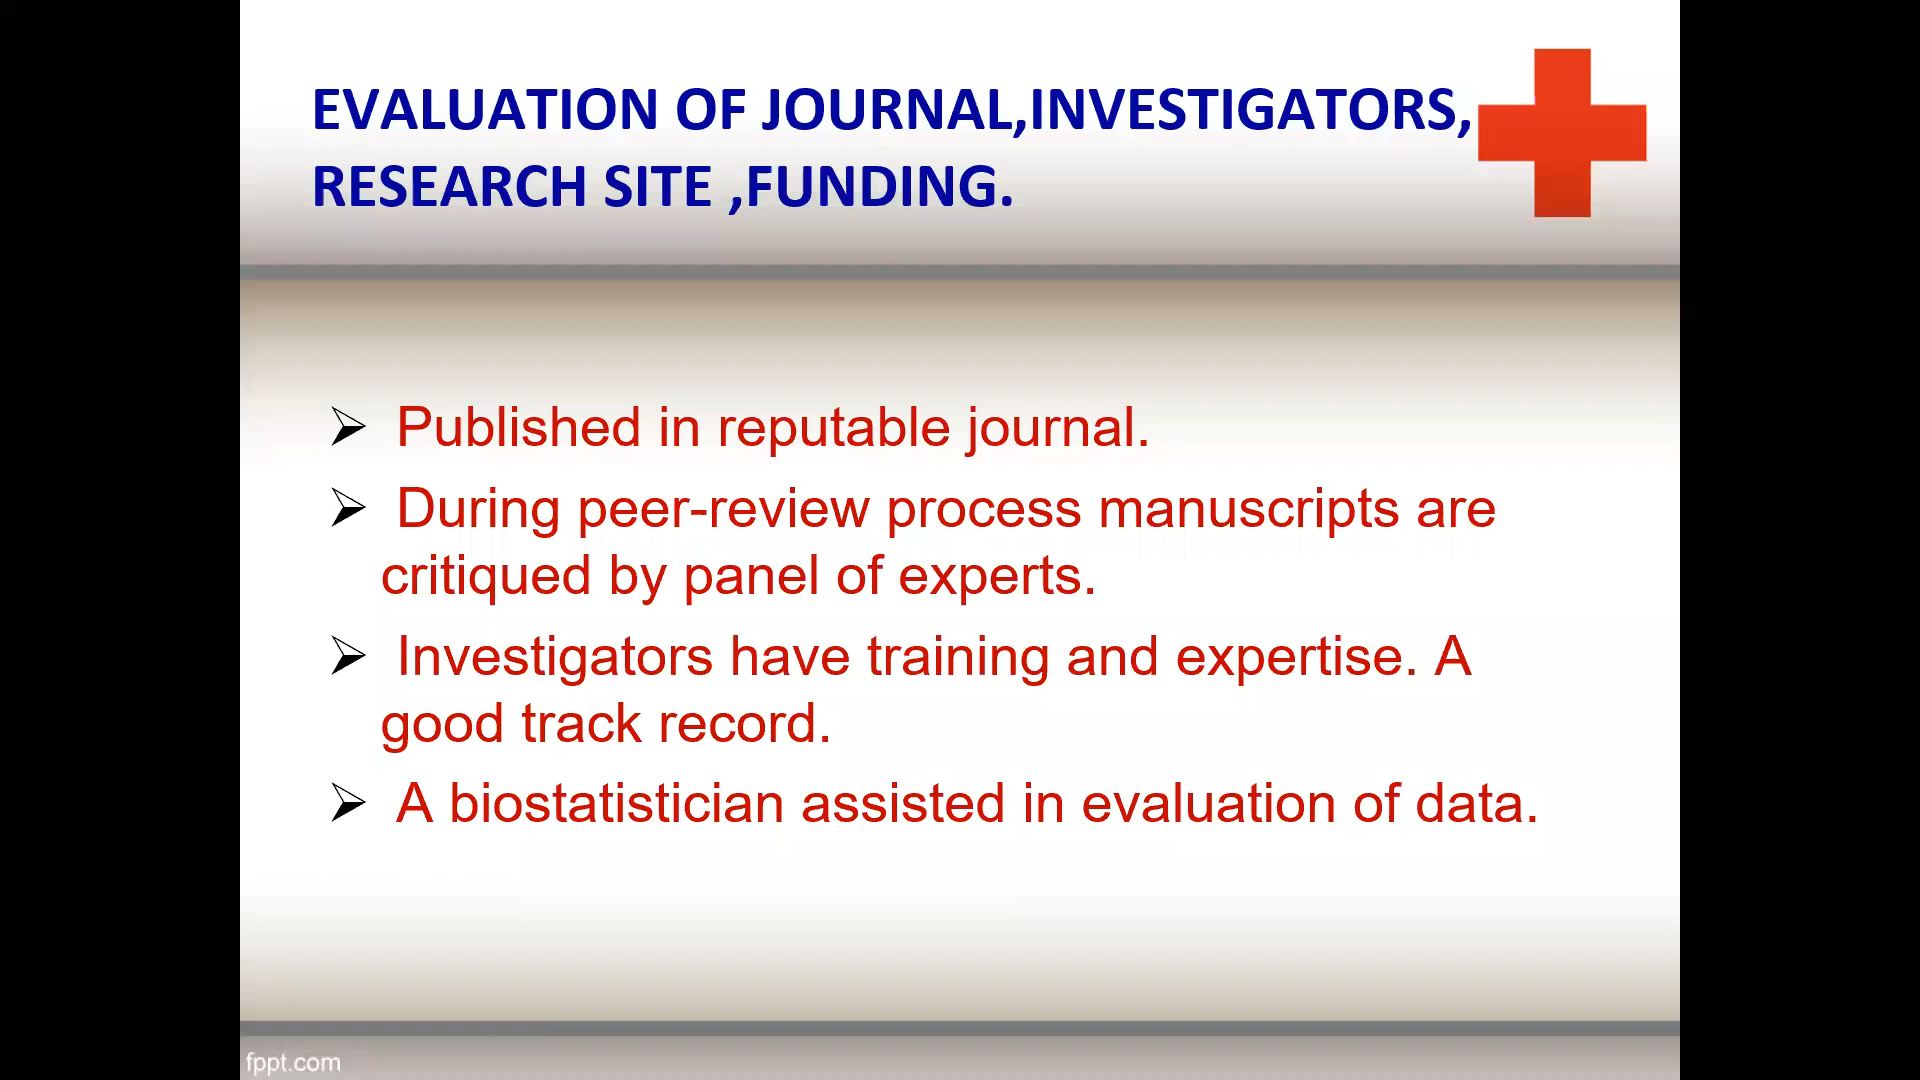 EVALUATION OF JOURNAL,INVESTIGATORS,
RESEARCH SITE ,FUNDING.
➢ Published in reputable journal.
➢ During peer-review process manuscripts are
critiqued by panel of experts.
➢ Investigators have training and expertise. A
good track record.
➢ A biostatistician assisted in evaluation of data.
fppt.com